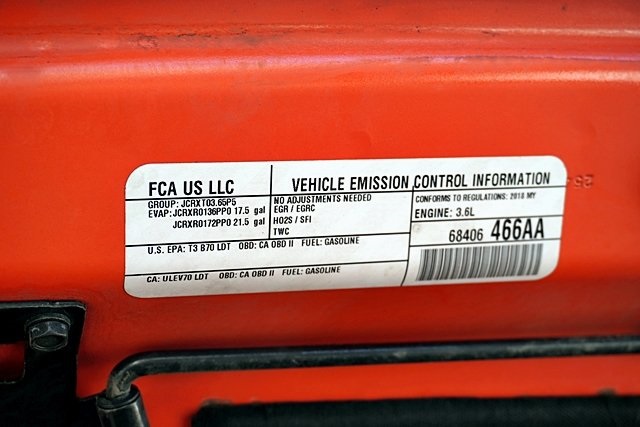 FCA US LLC
VEHICLE EMISSION CONTROL INFORMATION
GROUP: JCRXT03.65P5
EVAP: JCRXR0136PP0 17.5 gal
JCRXR0172PP0 21.5 gal
NO ADJUSTMENTS NEEDED
EGR / EGRC
HO2S / SFI
TWC
CONFORMS TO REGULATIONS: 2018 MY
ENGINE: 3.6L
68406 466AA
U.S. EPA: T3 B70 LDT OBD: CA OBD II FUEL: GASOLINE
CA: ULEV70 LDT OBD: CA OBD II FUEL: GASOLINE